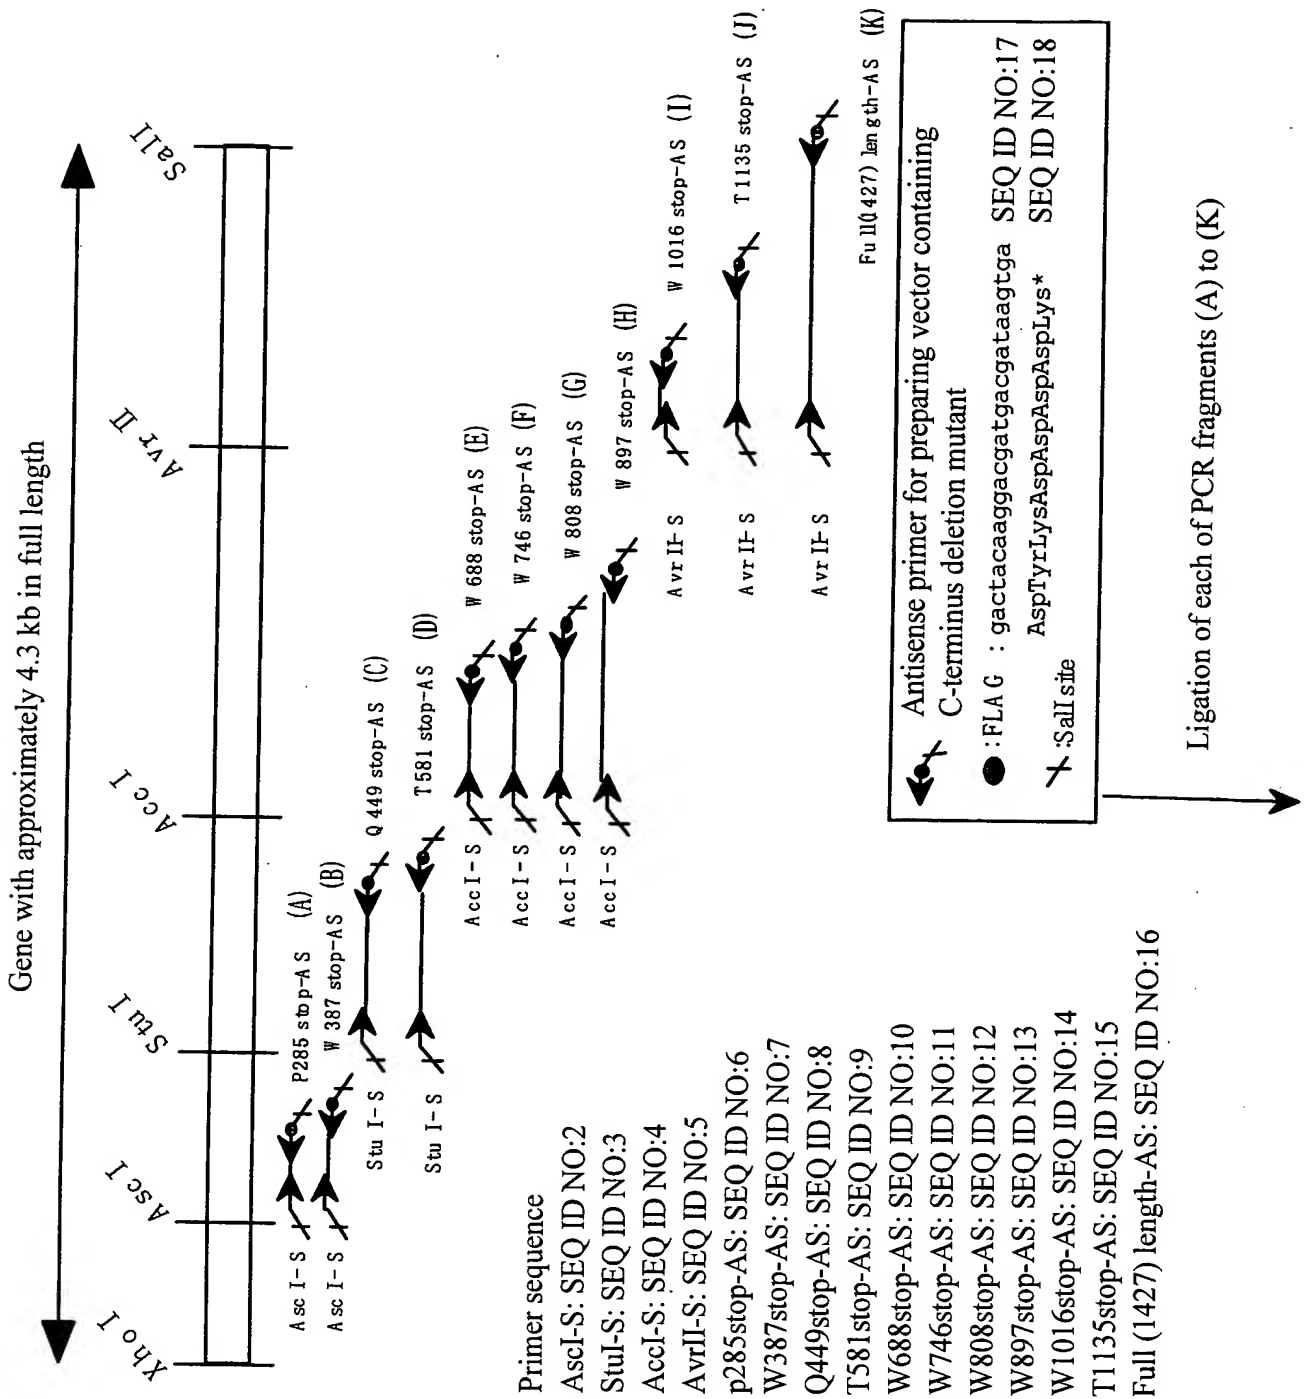 Gene with approximately 4.3 kb in full length
Xho I
Asc I
Stu I
Acc I
Avr II
SalI
Asc I-S
P285 stop-AS (A)
Asc I-S
W 387 stop-AS (B)
Stu I-S
Q 449 stop-AS (C)
Stu I-S
T581 stop-AS (D)
Acc I-S
W 688 stop-AS (E)
Acc I-S
W 746 stop-AS (F)
Acc I-S
W 808 stop-AS (G)
Acc I-S
W 897 stop-AS (H)
Avr II-S
W 1016 stop-AS (I)
Avr II-S
T1135 stop-AS (J)
Avr II-S
Full(1427) length-AS (K)
Primer sequence
AscI-S: SEQ ID NO:2
StuI-S: SEQ ID NO:3
AccI-S: SEQ ID NO:4
AvrII-S: SEQ ID NO:5
p285stop-AS: SEQ ID NO:6
W387stop-AS: SEQ ID NO:7
Q449stop-AS: SEQ ID NO:8
T581stop-AS: SEQ ID NO:9
W688stop-AS: SEQ ID NO:10
W746stop-AS: SEQ ID NO:11
W808stop-AS: SEQ ID NO:12
W897stop-AS: SEQ ID NO:13
W1016stop-AS: SEQ ID NO:14
T1135stop-AS: SEQ ID NO:15
Full (1427) length-AS: SEQ ID NO:16
Antisense primer for preparing vector containing
C-terminus deletion mutant
:FLAG : gactacaaggacgatgacgataagtga SEQ ID NO:17
AspTyrLysAspAspAspAspLys* SEQ ID NO:18
:SalI site
Ligation of each of PCR fragments (A) to (K)